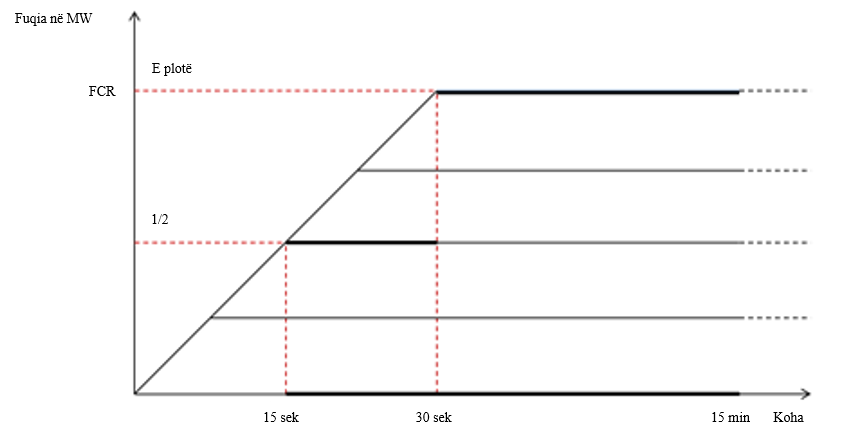 Fuqia në MW
E plotë
FCR
1/2
15 sek
30 sek
15 min
Koha